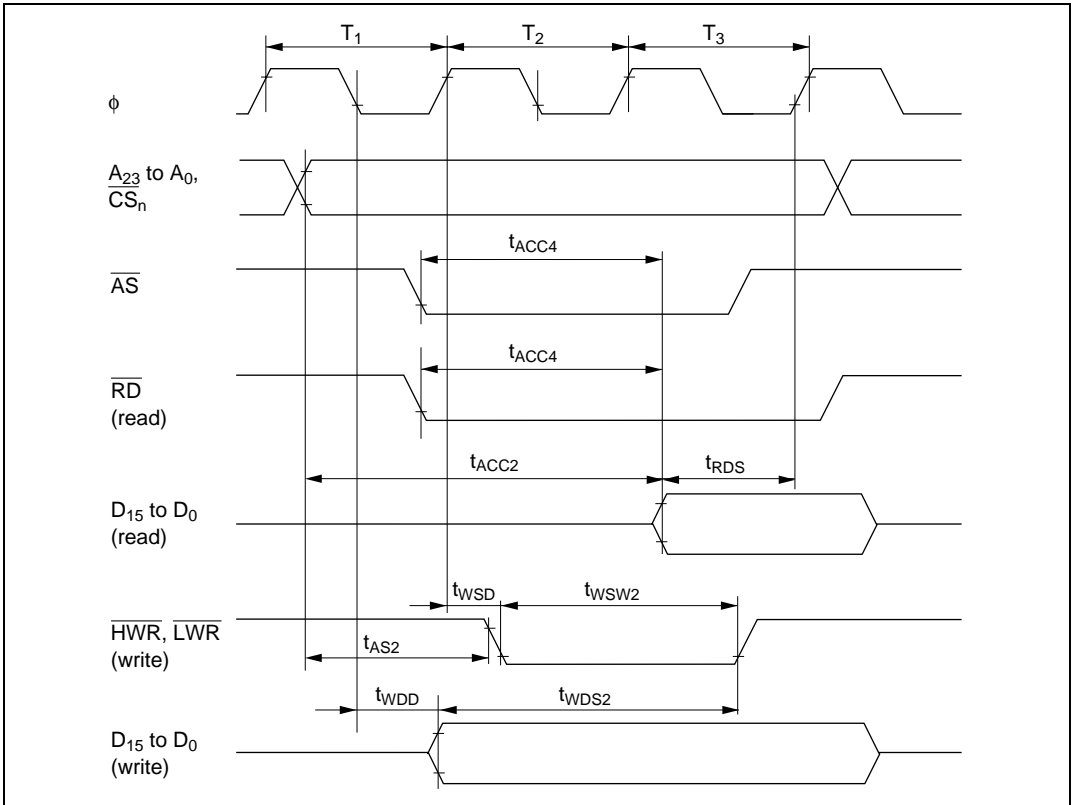 T1 T2 T3
ϕ
A23 to A0,
CSn
tACC4
AS
tACC4
RD
(read)
tACC2 tRDS
D15 to D0
(read)
tWSD tWSW2
HWR, LWR
(write)
tAS2
tWDD tWDS2
D15 to D0
(write)